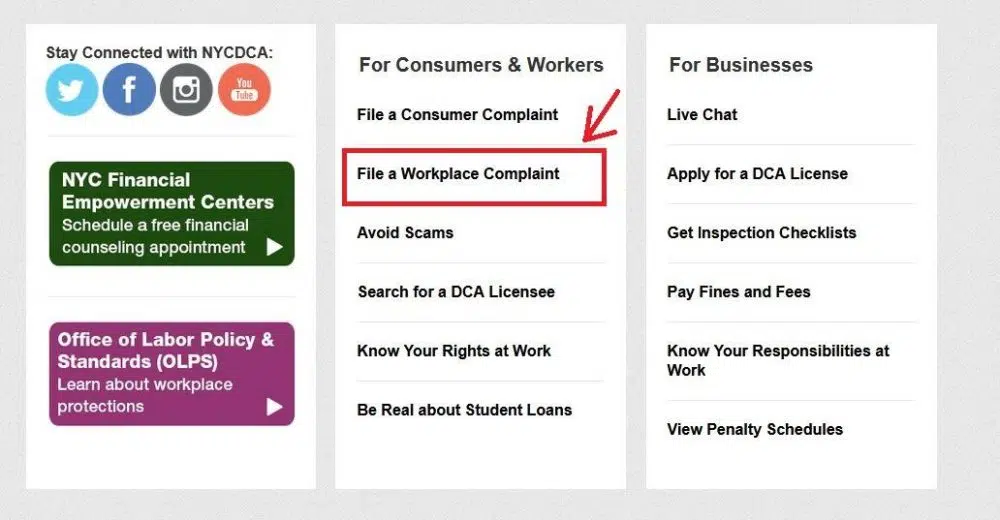 Stay Connected with NYCDCA:
You
Tube
NYC Financial
Empowerment Centers
Schedule a free financial
counseling appointment
Office of Labor Policy &
Standards (OLPS)
Learn about workplace
protections
For Consumers & Workers
File a Consumer Complaint
File a Workplace Complaint
Avoid Scams
Search for a DCA Licensee
Know Your Rights at Work
Be Real about Student Loans
For Businesses
Live Chat
Apply for a DCA License
Get Inspection Checklists
Pay Fines and Fees
Know Your Responsibilities at
Work
View Penalty Schedules